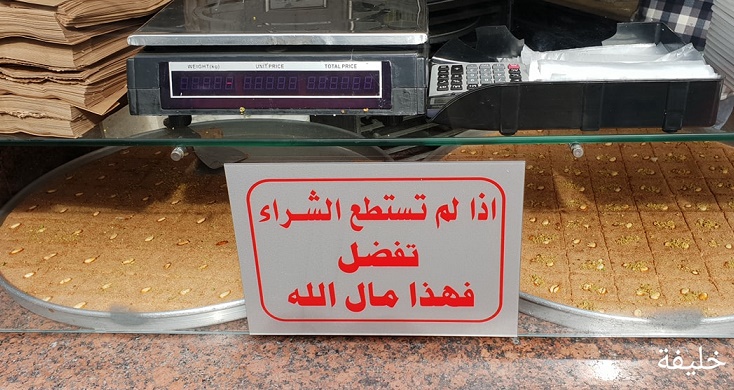 WEIGHT(kg) UNIT PRICE TOTAL PRICE
اذا لم تستطع الشراء
تفضل
فهذا مال الله
خليفة